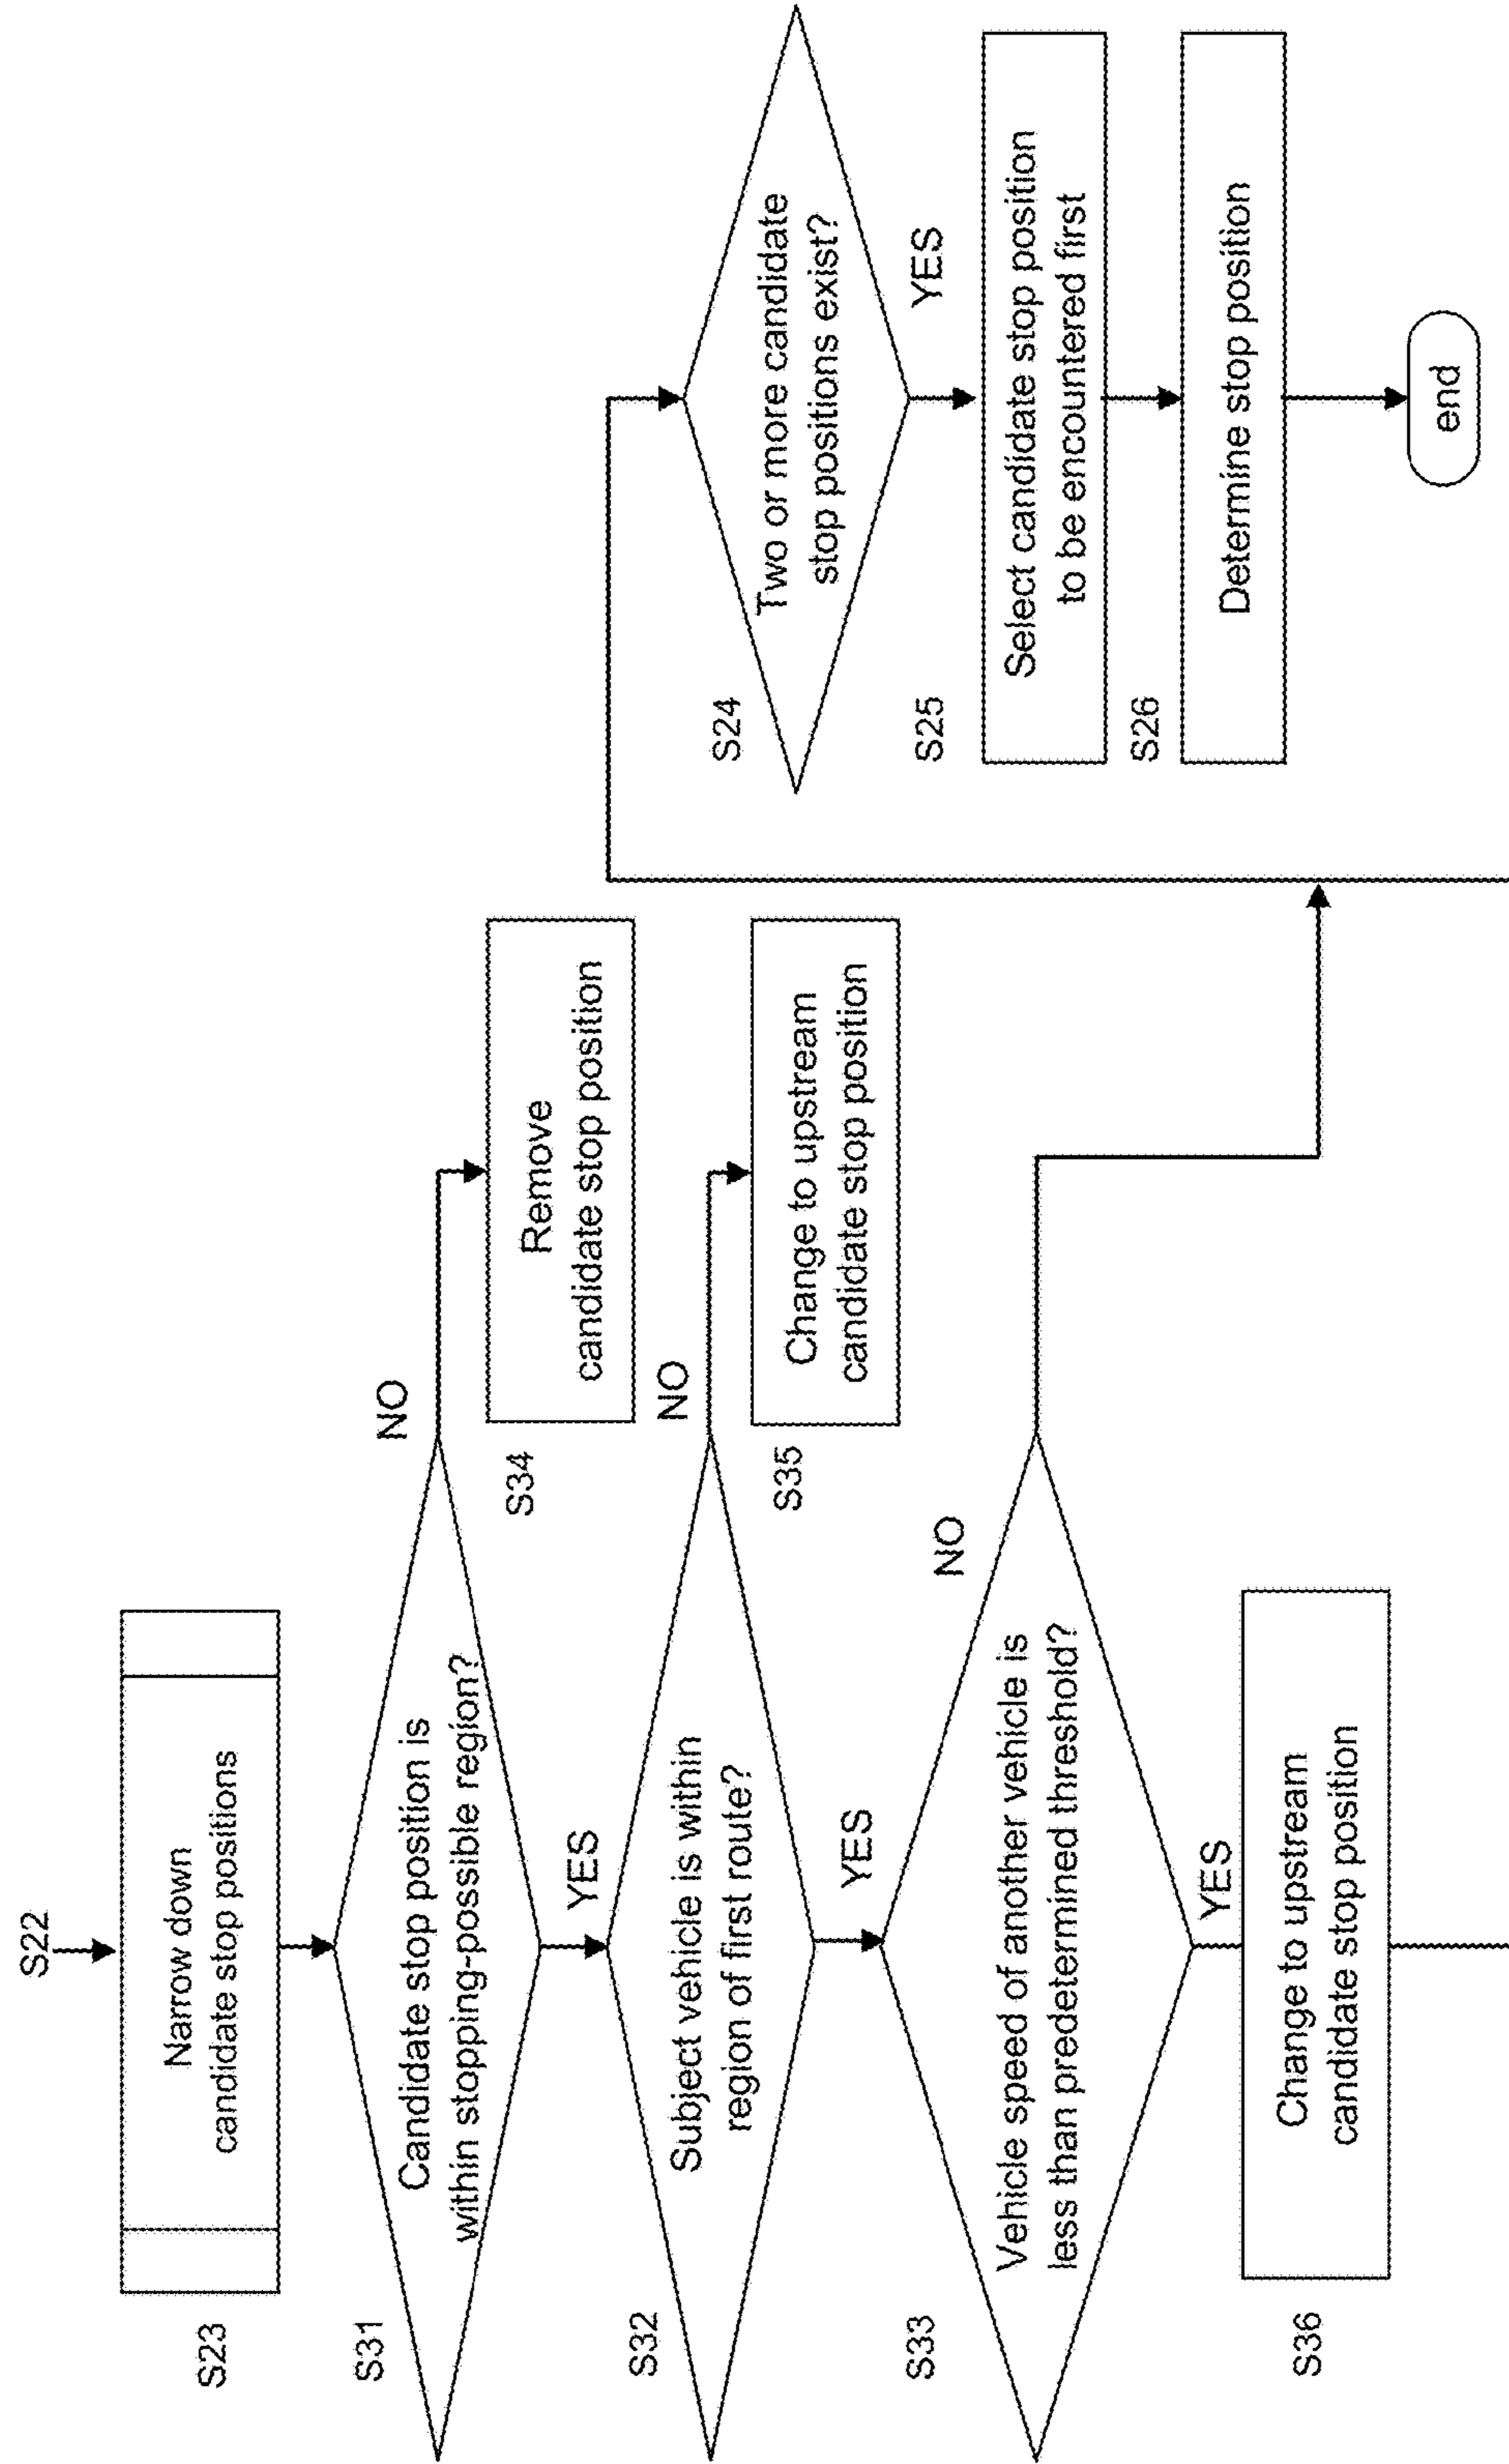 S22
S23
Narrow down
candidate stop positions
S31
Candidate stop position is
within stopping-possible region?
NO
YES
S34
Remove
candidate stop position
S32
Subject vehicle is within
region of first route?
NO
YES
S35
Change to upstream
candidate stop position
S33
Vehicle speed of another vehicle is
less than predetermined threshold?
NO
YES
S36
Change to upstream
candidate stop position
S24
Two or more candidate
stop positions exist?
YES
S25
Select candidate stop position
to be encountered first
S26
Determine stop position
end